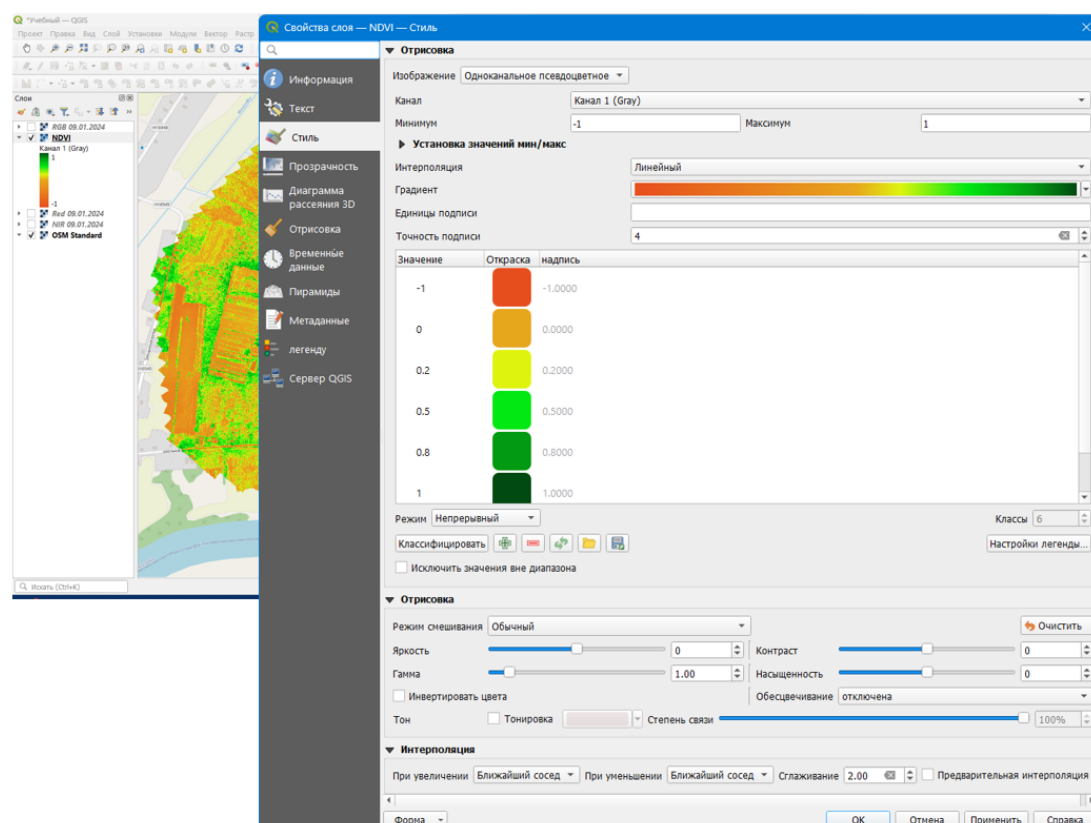 *Учебный — QGIS
Проект Правка Вид Слой Установки Модули Вектор Растр
Слои
RGB 09.01.2024
NDVI
Канал 1 (Gray)
1
-1
Red 09.01.2024
NIR 09.01.2024
OSM Standard
Искать (Ctrl+K)
Свойства слоя — NDVI — Стиль
Информация
Текст
Стиль
Прозрачность
Диаграмма
рассеяния 3D
Отрисовка
Временные
данные
Пирамиды
Метаданные
легенду
Сервер QGIS
Отрисовка
Изображение Одноканальное псевдоцветное
Канал Канал 1 (Gray)
Минимум -1 Максимум 1
Установка значений мин/макс
Интерполяция Линейный
Градиент
Единицы подписи
Точность подписи 4
Значение Откраска надпись
-1 -1.0000
0 0.0000
0.2 0.2000
0.5 0.5000
0.8 0.8000
1 1.0000
Режим Непрерывный Классы 6
Классифицировать Настройки легенды...
Исключить значения вне диапазона
Отрисовка
Режим смешивания Обычный Очистить
Яркость 0 Контраст 0
Гамма 1.00 Насыщенность 0
Инвертировать цвета Обесцвечивание отключена
Тон Тонировка Степень связи 100%
Интерполяция
При увеличении Ближайший сосед При уменьшении Ближайший сосед Сглаживание 2.00 Предварительная интерполяция
Форма OK Отмена Применить Справка